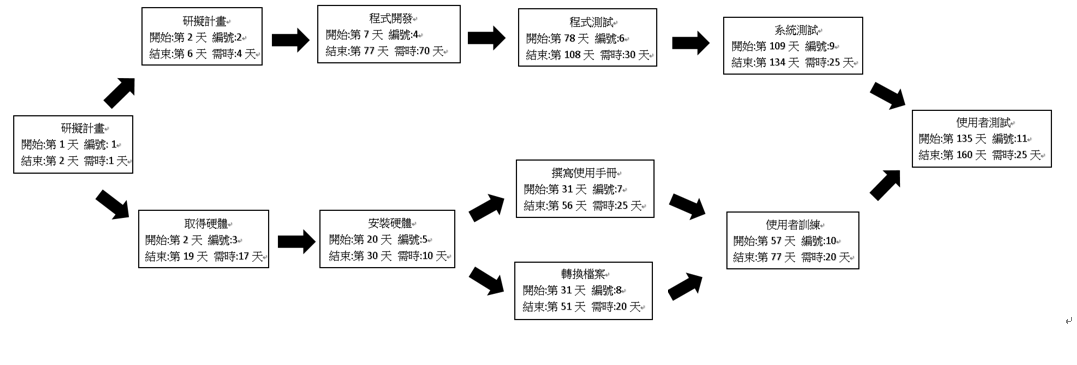 研擬計畫
開始:第 1 天 編號: 1
結束:第 2 天 需時:1 天
研擬計畫
開始:第 2 天 編號:2
結束:第 6 天 需時:4 天
程式開發
開始:第 7 天 編號:4
結束:第 77 天 需時:70 天
程式測試
開始:第 78 天 編號:6
結束:第 108 天 需時:30 天
系統測試
開始:第 109 天 編號:9
結束:第 134 天 需時:25 天
取得硬體
開始:第 2 天 編號:3
結束:第 19 天 需時:17 天
安裝硬體
開始:第 20 天 編號:5
結束:第 30 天 需時:10 天
撰寫使用手冊
開始:第 31 天 編號:7
結束:第 56 天 需時:25 天
轉換檔案
開始:第 31 天 編號:8
結束:第 51 天 需時:20 天
使用者訓練
開始:第 57 天 編號:10
結束:第 77 天 需時:20 天
使用者測試
開始:第 135 天 編號:11
結束:第 160 天 需時:25 天